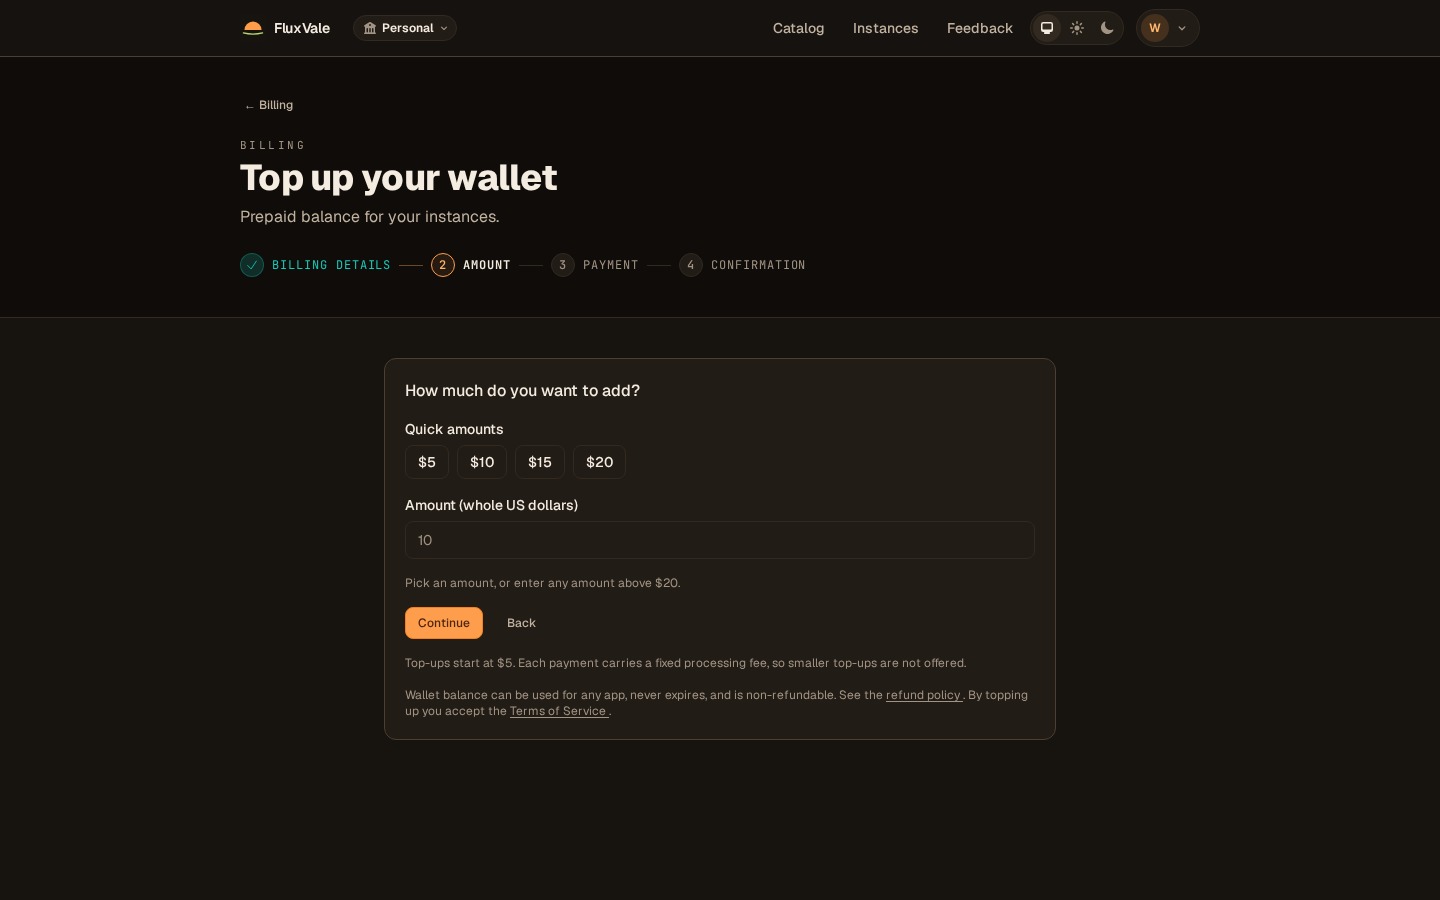 FluxVale
Personal
Catalog
Instances
Feedback
W
← Billing
BILLING
Top up your wallet
Prepaid balance for your instances.
BILLING DETAILS
2 AMOUNT
3 PAYMENT
4 CONFIRMATION
How much do you want to add?
Quick amounts
$5 $10 $15 $20
Amount (whole US dollars)
10
Pick an amount, or enter any amount above $20.
Continue Back
Top-ups start at $5. Each payment carries a fixed processing fee, so smaller top-ups are not offered.
Wallet balance can be used for any app, never expires, and is non-refundable. See the refund policy . By topping
up you accept the Terms of Service .